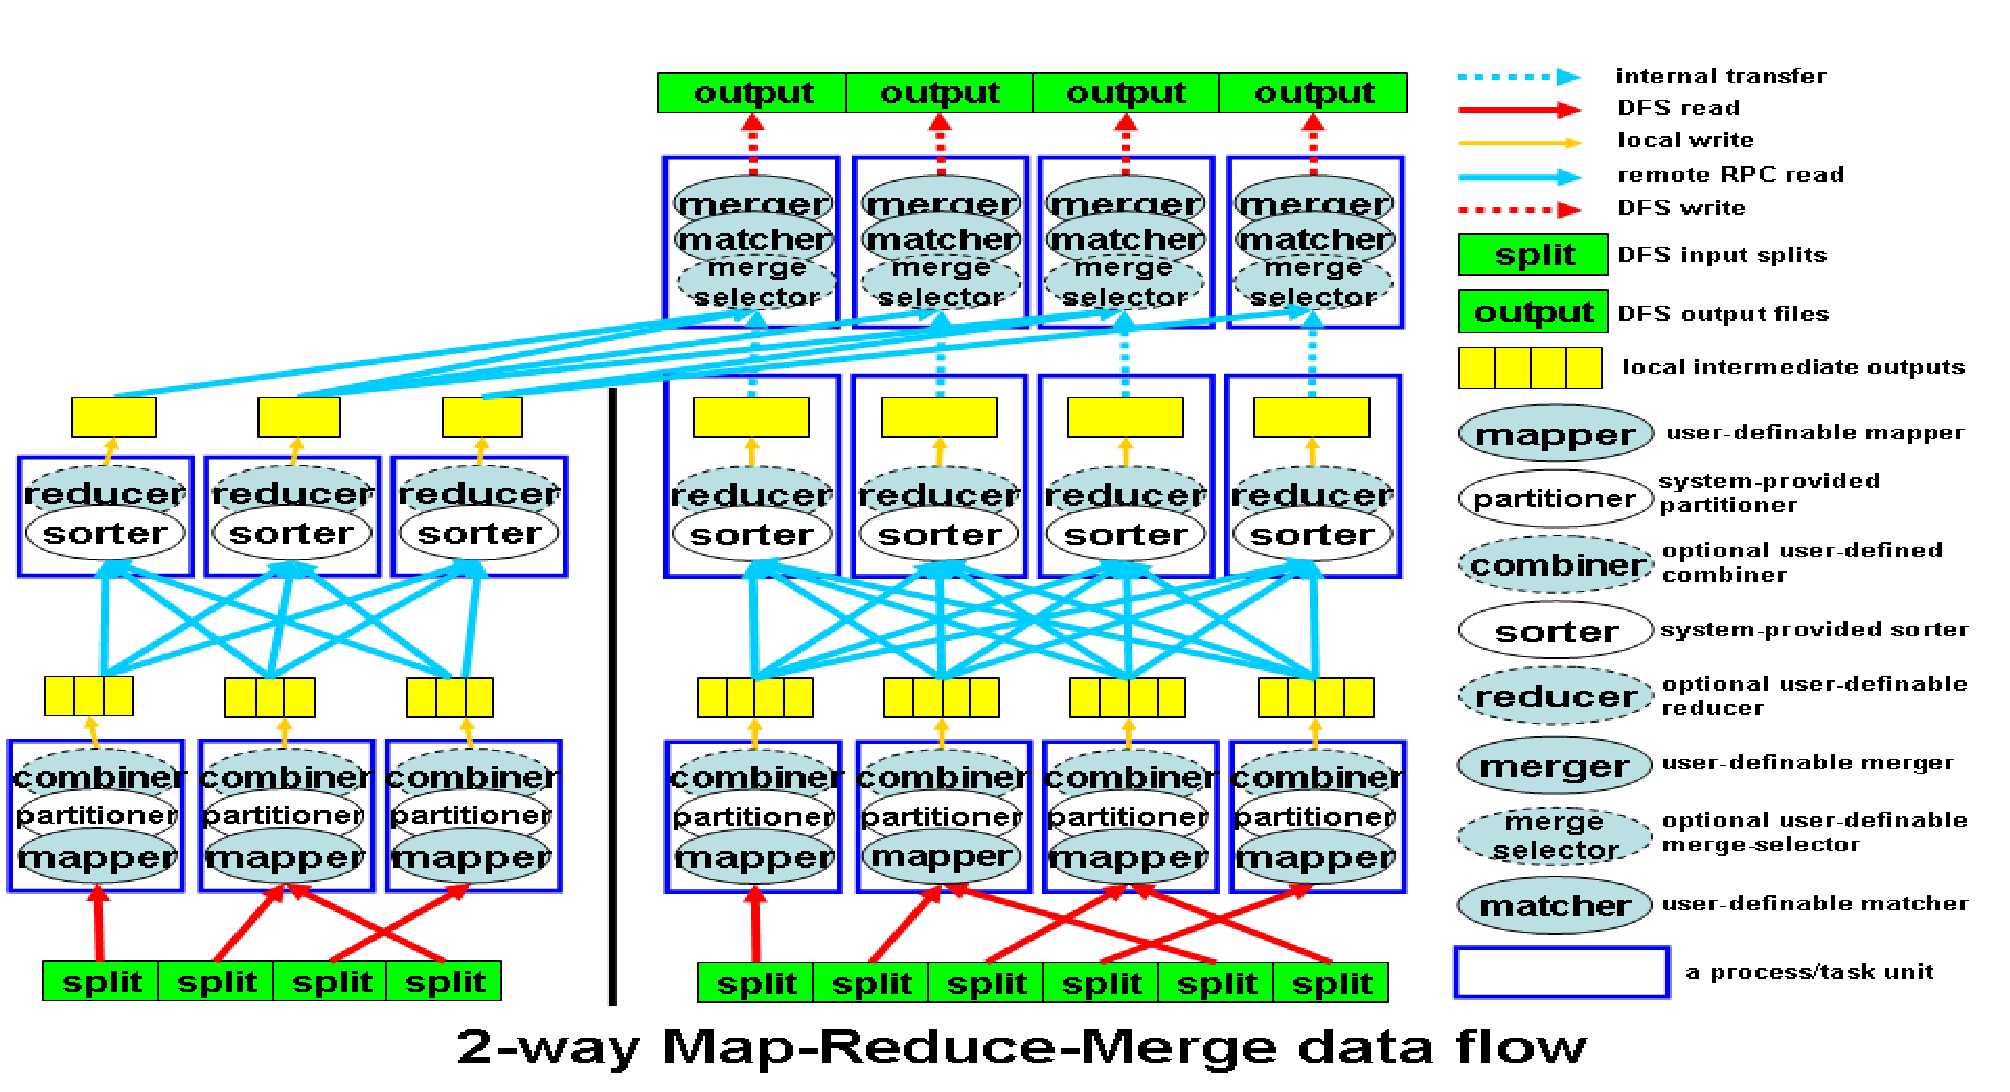 output output output output
merger merger merger merger
matcher matcher matcher matcher
merge merge merge merge
selector selector selector selector
reducer reducer reducer reducer reducer reducer reducer
sorter sorter sorter sorter sorter sorter sorter
combiner combiner combiner combiner combiner combiner combiner
partitioner partitioner partitioner partitioner partitioner partitioner partitioner
mapper mapper mapper mapper mapper mapper mapper
split split split split split split split split split split
internal transfer
DFS read
local write
remote RPC read
DFS write
split DFS input splits
output DFS output files
local intermediate outputs
mapper user-definable mapper
partitioner system-provided
partitioner
combiner optional user-defined
combiner
sorter system-provided sorter
reducer optional user-definable
reducer
merger user-definable merger
merge optional user-definable
selector merge-selector
matcher user-definable matcher
a process/task unit
2-way Map-Reduce-Merge data flow